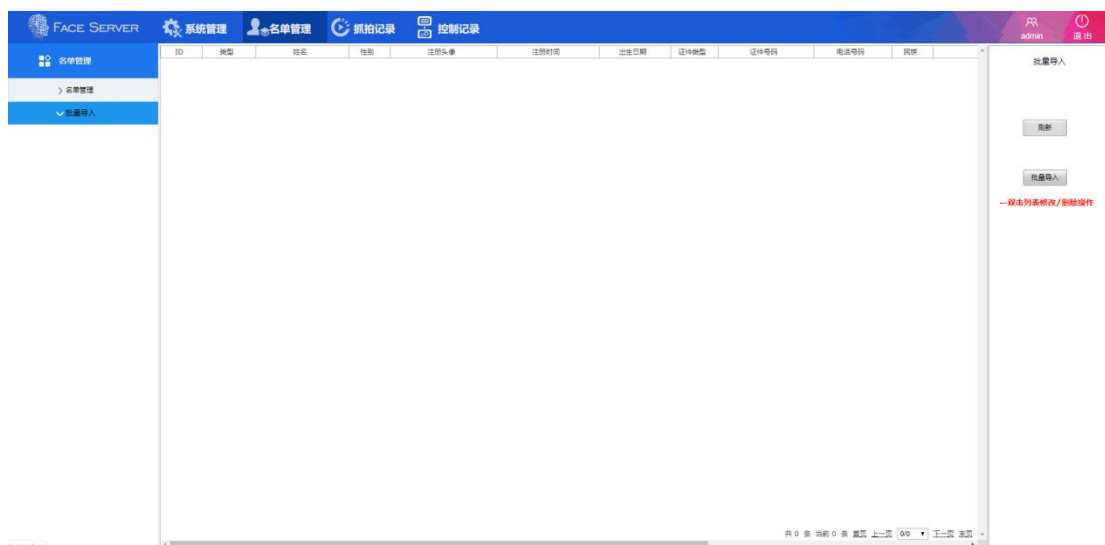 FACE SERVER 系统管理 名单管理 抓拍记录 控制记录 admin 退出
名单管理
名单管理
批量导入
ID 类型 姓名 性别 注册头像 注册时间 出生日期 证件类型 证件号码 电话号码 民族
共 0 条 当前 0 条 首页 上一页 0/0 下一页 末页
批量导入
刷新
批量导入
←双击列表修改/删除操作